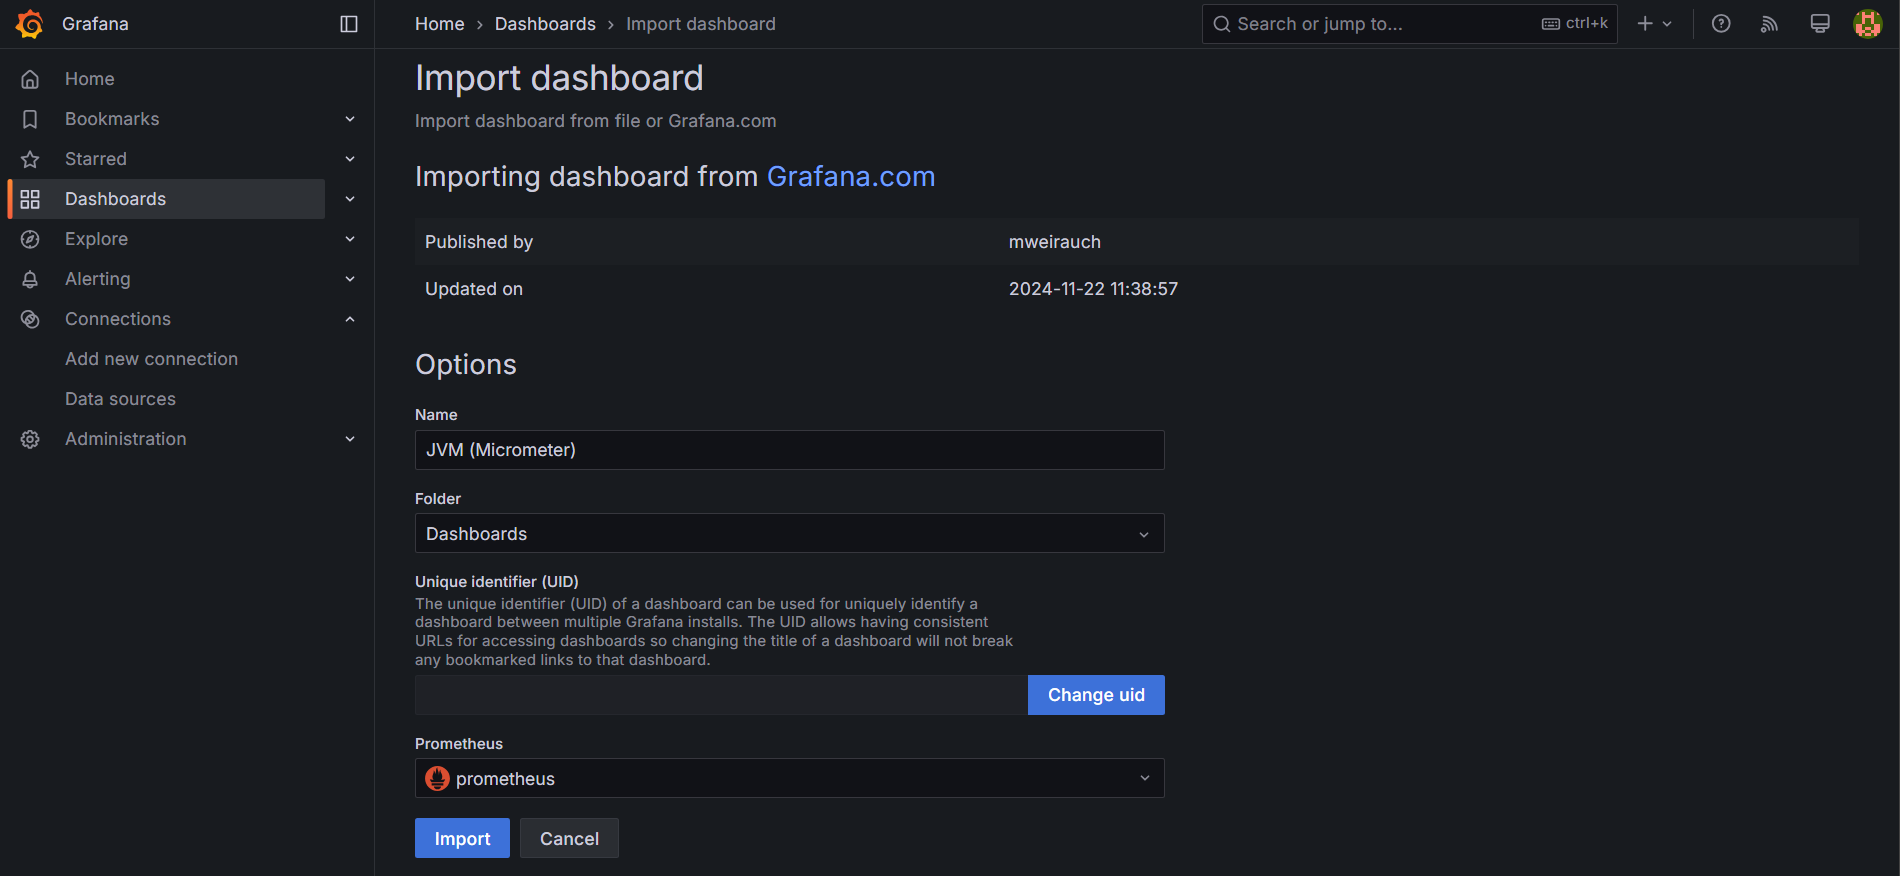 Grafana
Home › Dashboards › Import dashboard
Search or jump to... ctrl+k
Home
Bookmarks
Starred
Dashboards
Explore
Alerting
Connections
Add new connection
Data sources
Administration
Import dashboard
Import dashboard from file or Grafana.com
Importing dashboard from Grafana.com
Published by mweirauch
Updated on 2024-11-22 11:38:57
Options
Name
JVM (Micrometer)
Folder
Dashboards
Unique identifier (UID)
The unique identifier (UID) of a dashboard can be used for uniquely identify a
dashboard between multiple Grafana installs. The UID allows having consistent
URLs for accessing dashboards so changing the title of a dashboard will not break
any bookmarked links to that dashboard.
Change uid
Prometheus
prometheus
Import Cancel